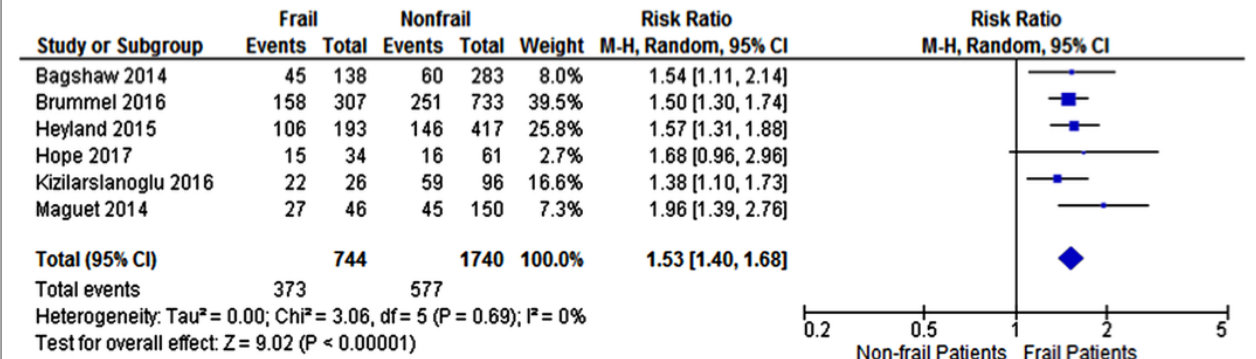 Frail Nonfrail Risk Ratio Risk Ratio
Study or Subgroup Events Total Events Total Weight M-H, Random, 95% CI M-H, Random, 95% CI
Bagshaw 2014 45 138 60 283 8.0% 1.54 [1.11, 2.14]
Brummel 2016 158 307 251 733 39.5% 1.50 [1.30, 1.74]
Heyland 2015 106 193 146 417 25.8% 1.57 [1.31, 1.88]
Hope 2017 15 34 16 61 2.7% 1.68 [0.96, 2.96]
Kizilarslanoglu 2016 22 26 59 96 16.6% 1.38 [1.10, 1.73]
Maguet 2014 27 46 45 150 7.3% 1.96 [1.39, 2.76]
Total (95% CI) 744 1740 100.0% 1.53 [1.40, 1.68]
Total events 373 577
Heterogeneity: Tau² = 0.00; Chi² = 3.06, df = 5 (P = 0.69); I² = 0%
Test for overall effect: Z = 9.02 (P < 0.00001)
0.2 0.5 1 2 5
Non-frail Patients Frail Patients